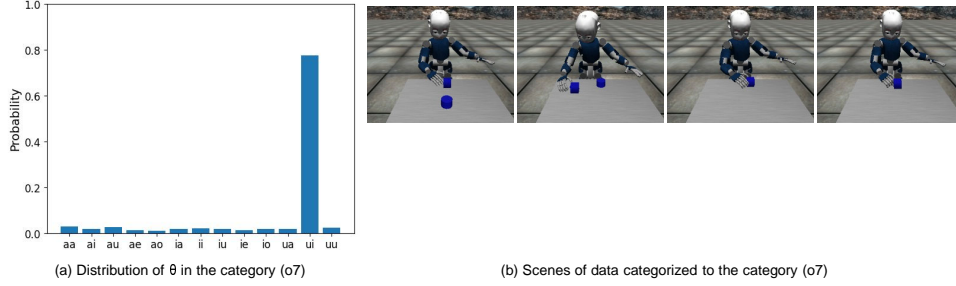 1.0
0.8
0.6
0.4
0.2
0.0
Probability
aa ai au ae ao ia ii iu ie io ua ui uu
(a) Distribution of θ in the category (o7)
(b) Scenes of data categorized to the category (o7)